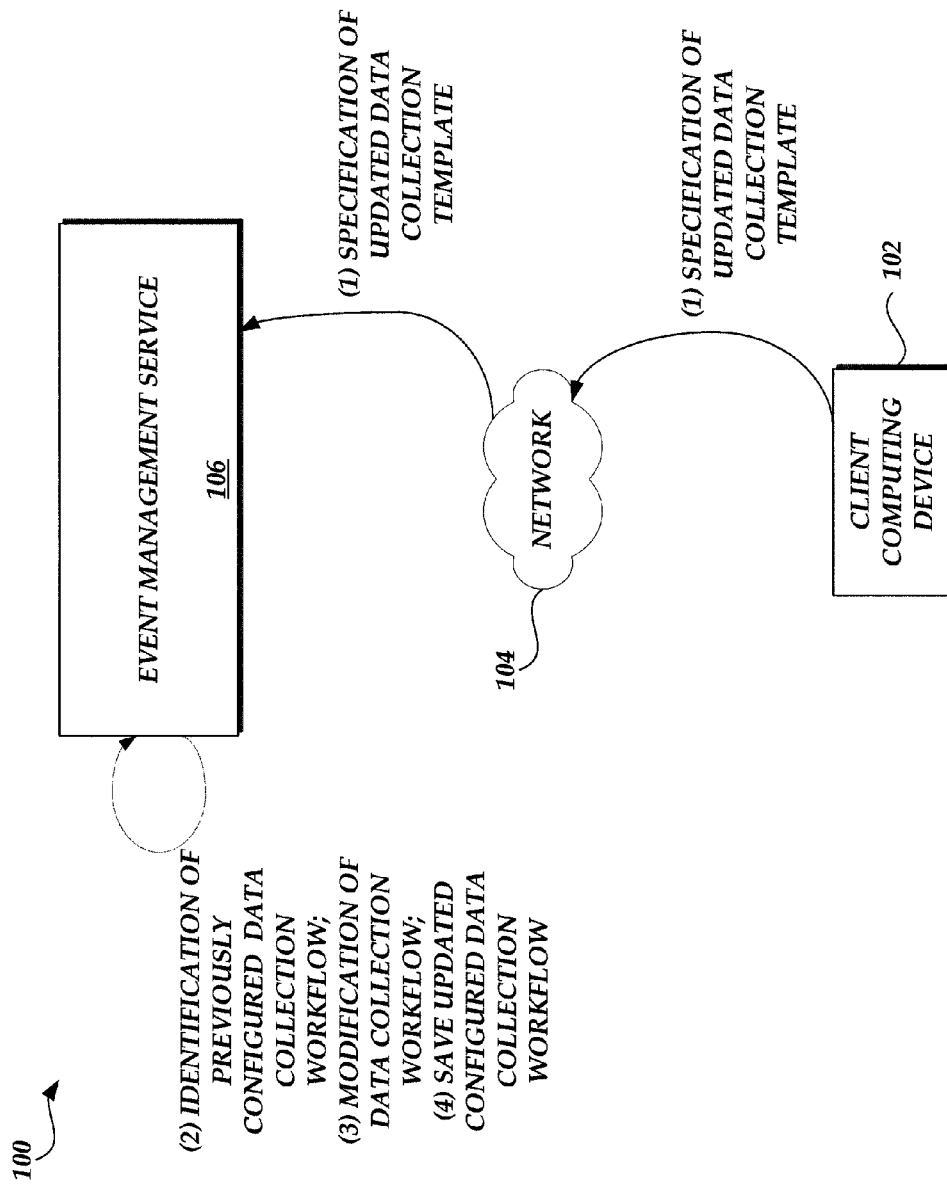 100
(2) IDENTIFICATION OF
PREVIOUSLY
CONFIGURED DATA
COLLECTION
WORKFLOW;
(3) MODIFICATION OF
DATA COLLECTION
WORKFLOW;
(4) SAVE UPDATED
CONFIGURED DATA
COLLECTION
WORKFLOW
EVENT MANAGEMENT SERVICE
106
(1) SPECIFICATION OF
UPDATED DATA
COLLECTION
TEMPLATE
NETWORK
104
(1) SPECIFICATION OF
UPDATED DATA
COLLECTION
TEMPLATE
102
CLIENT
COMPUTING
DEVICE